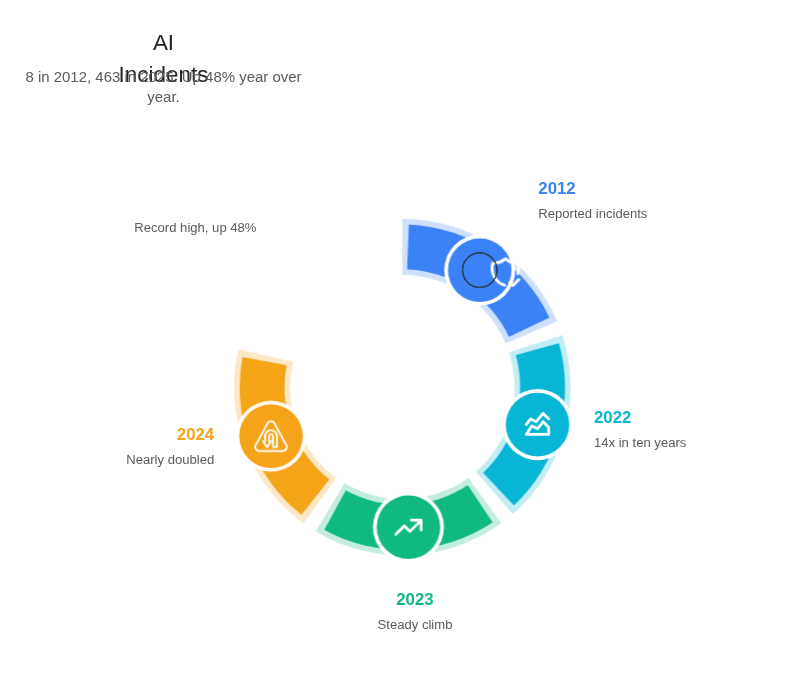 AI
Incidents
8 in 2012, 463 in 2025. Up 48% year over
year.
2012
Reported incidents
Record high, up 48%
2022
14x in ten years
2024
Nearly doubled
2023
Steady climb